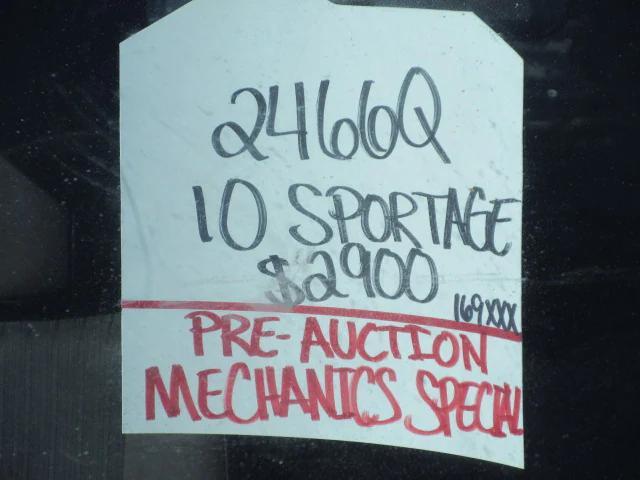 2466Q
10 SPORTAGE
$2900
169XXX
PRE-AUCTION
MECHANICS SPECIAL